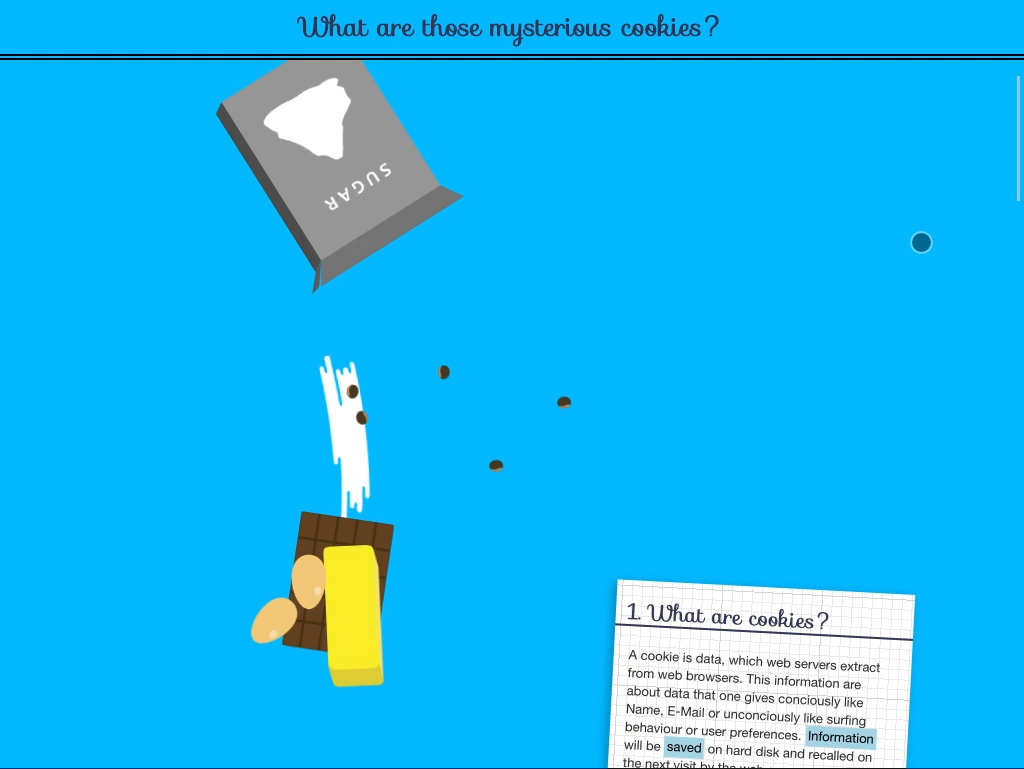 What are those mysterious cookies?
SUGAR
1. What are cookies?
A cookie is data, which web servers extract
from web browsers. This information are
about data that one gives conciously like
Name, E-Mail or unconciously like surfing
behaviour or user preferences. Information
will be saved on hard disk and recalled on
the next visit by the web